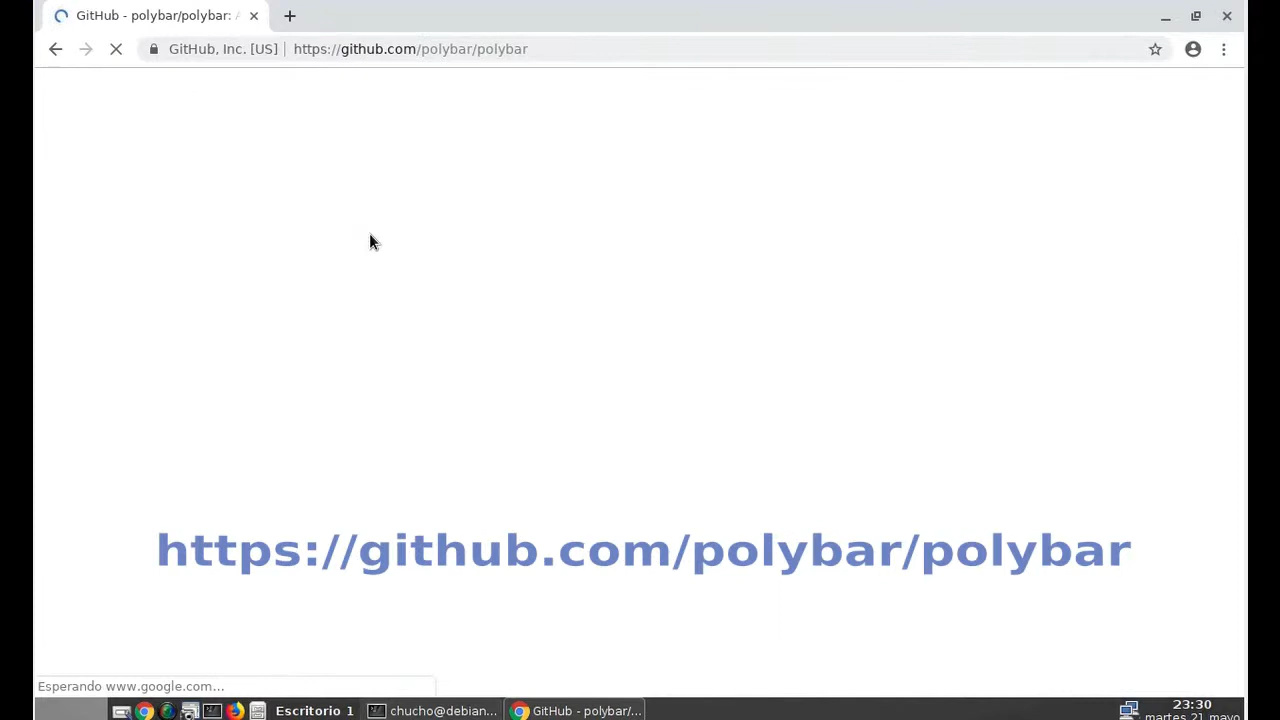 GitHub - polybar/polybar: A
GitHub, Inc. [US] https://github.com/polybar/polybar
https://github.com/polybar/polybar
Esperando www.google.com...
Escritorio 1 chucho@debian... GitHub - polybar/... 23:30
martes 21 mayo